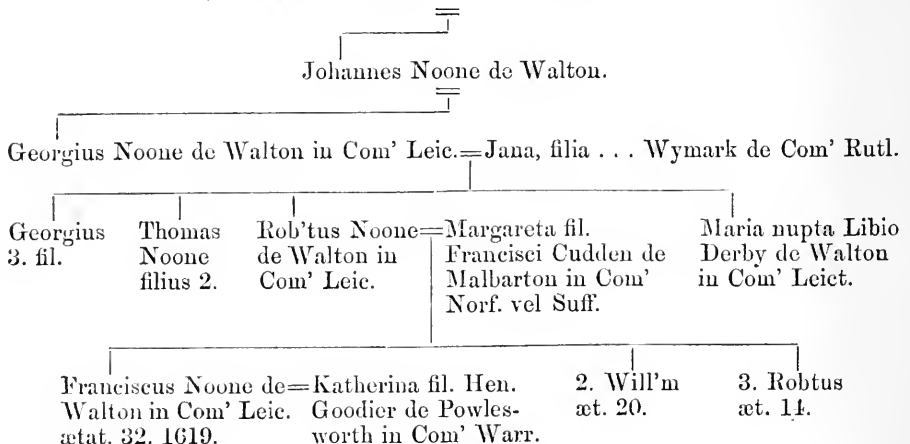 Johannes Noone de Walton.
Georgius Noone de Walton in Com' Leic.=Jana, filia . . . Wymark de Com' Rutl.
Georgius
3. fil.
Thomas
Noone
filius 2.
Rob'tus Noone=
de Walton in
Com' Leic.
Margareta fil.
Francisci Cudden de
Malbarton in Com'
Norf. vel Suff.
Maria nupta Libio
Derby de Walton
in Com' Leict.
Franciscus Noone de=
Walton in Com' Leic.
ætat. 32. 1619.
Katherina fil. Hen.
Goodier de Powles-
worth in Com' Warr.
2. Will'm
æt. 20.
3. Robtus
æt. 14.